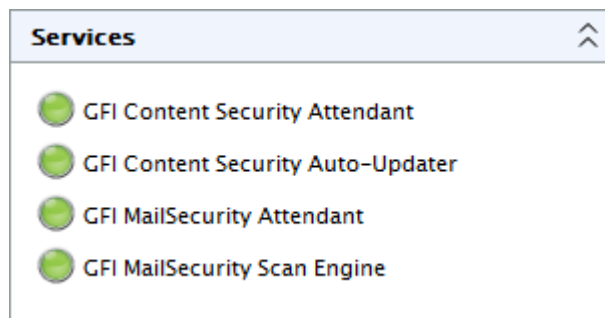 Services
GFI Content Security Attendant
GFI Content Security Auto-Updater
GFI MailSecurity Attendant
GFI MailSecurity Scan Engine